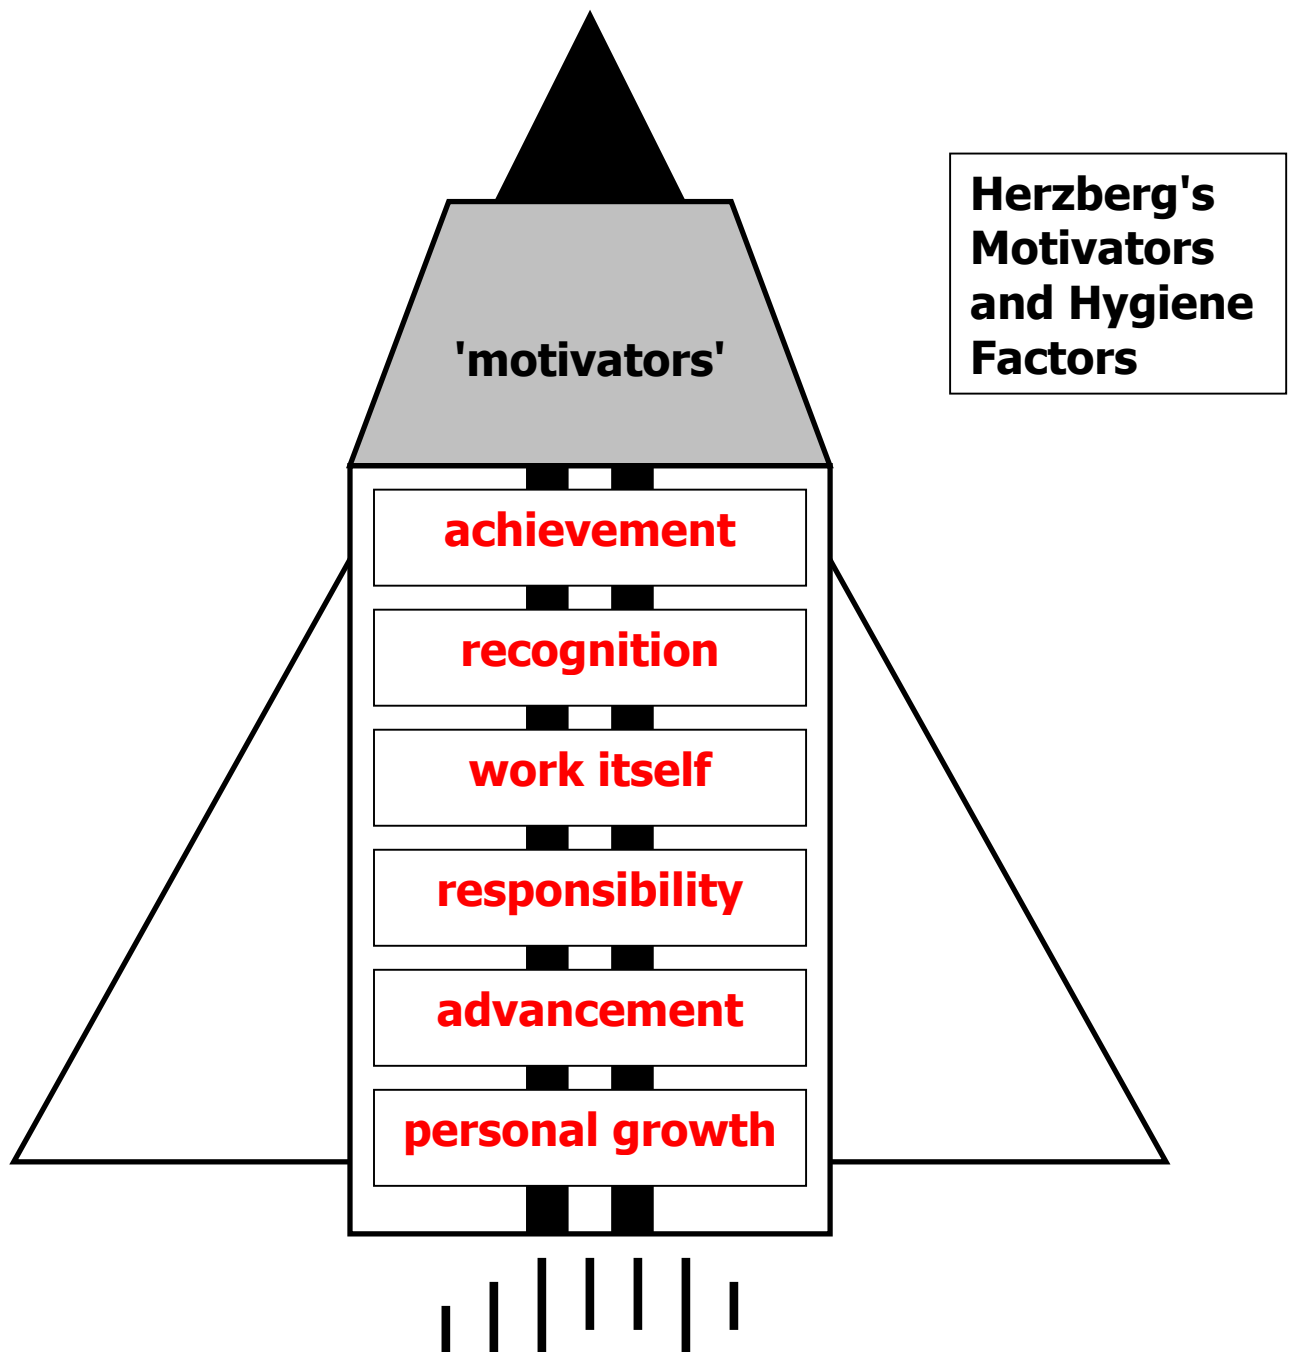 Herzberg's
Motivators
and Hygiene
Factors
'motivators'
achievement
recognition
work itself
responsibility
advancement
personal growth